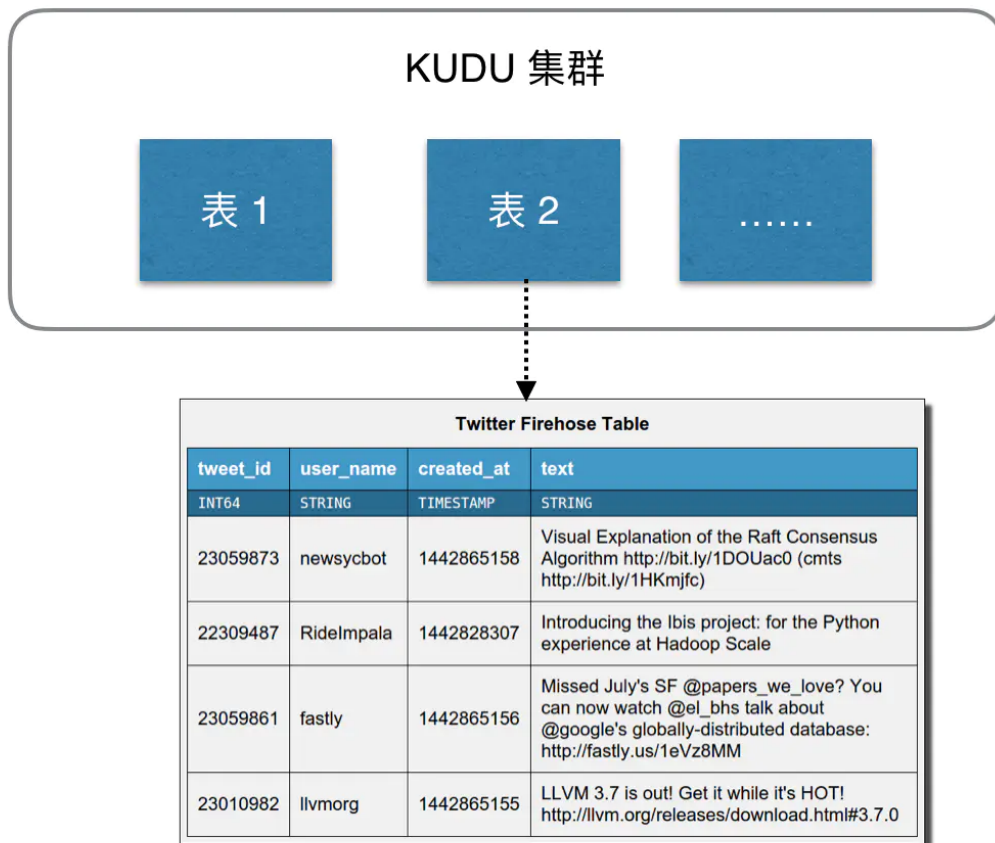 KUDU 集群
表 1
表 2
......
Twitter Firehose Table
tweet_id user_name created_at text
INT64 STRING TIMESTAMP STRING
23059873 newsycbot 1442865158 Visual Explanation of the Raft Consensus
Algorithm http://bit.ly/1DOUac0 (cmts
http://bit.ly/1HKmjfc)
22309487 RideImpala 1442828307 Introducing the Ibis project: for the Python
experience at Hadoop Scale
23059861 fastly 1442865156 Missed July's SF @papers_we_love? You
can now watch @el_bhs talk about
@google's globally-distributed database:
http://fastly.us/1eVz8MM
23010982 llvmorg 1442865155 LLVM 3.7 is out! Get it while it's HOT!
http://llvm.org/releases/download.html#3.7.0